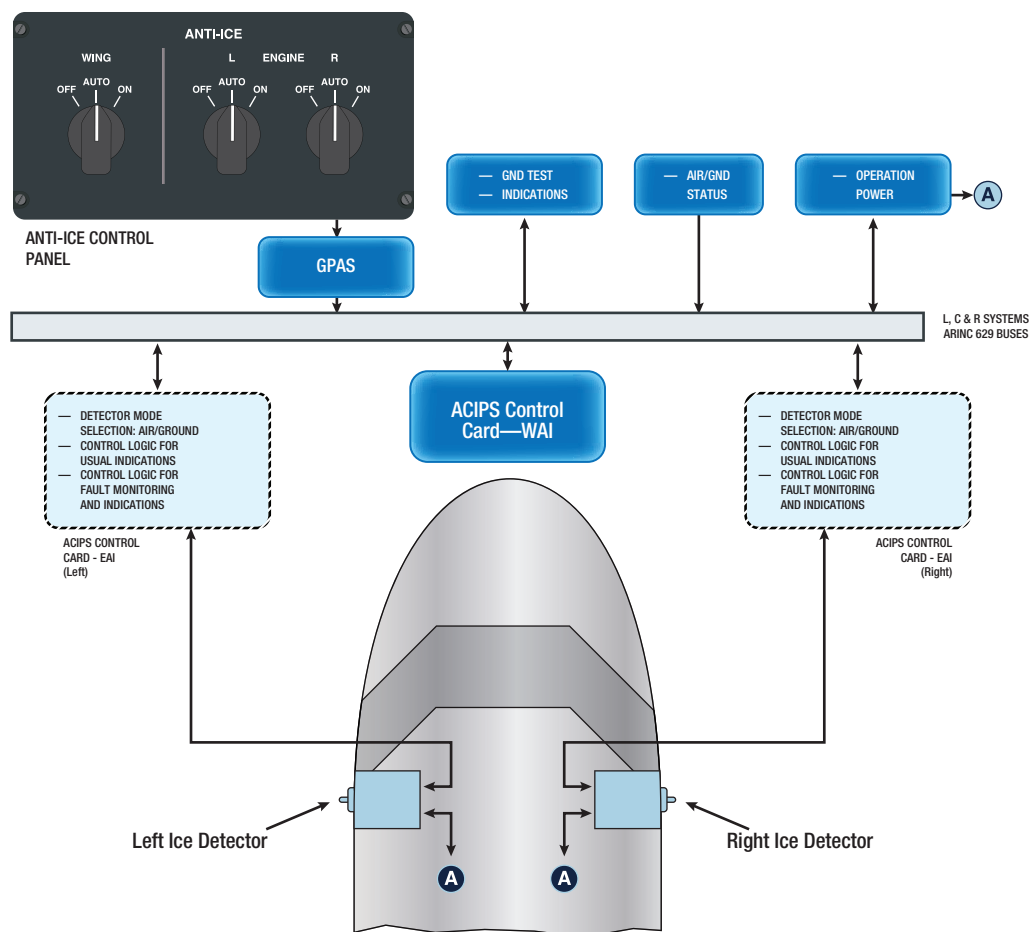 ANTI-ICE
WING
L ENGINE R
OFF AUTO ON
OFF AUTO ON
OFF AUTO ON
ANTI-ICE CONTROL
PANEL
GPAS
— GND TEST
— INDICATIONS
— AIR/GND
STATUS
— OPERATION
POWER
A
L, C & R SYSTEMS
ARINC 629 BUSES
— DETECTOR MODE
SELECTION: AIR/GROUND
— CONTROL LOGIC FOR
USUAL INDICATIONS
— CONTROL LOGIC FOR
FAULT MONITORING
AND INDICATIONS
ACIPS CONTROL
CARD - EAI
(Left)
ACIPS Control
Card—WAI
— DETECTOR MODE
SELECTION: AIR/GROUND
— CONTROL LOGIC FOR
USUAL INDICATIONS
— CONTROL LOGIC FOR
FAULT MONITORING
AND INDICATIONS
ACIPS CONTROL
CARD - EAI
(Right)
Left Ice Detector
Right Ice Detector
A
A